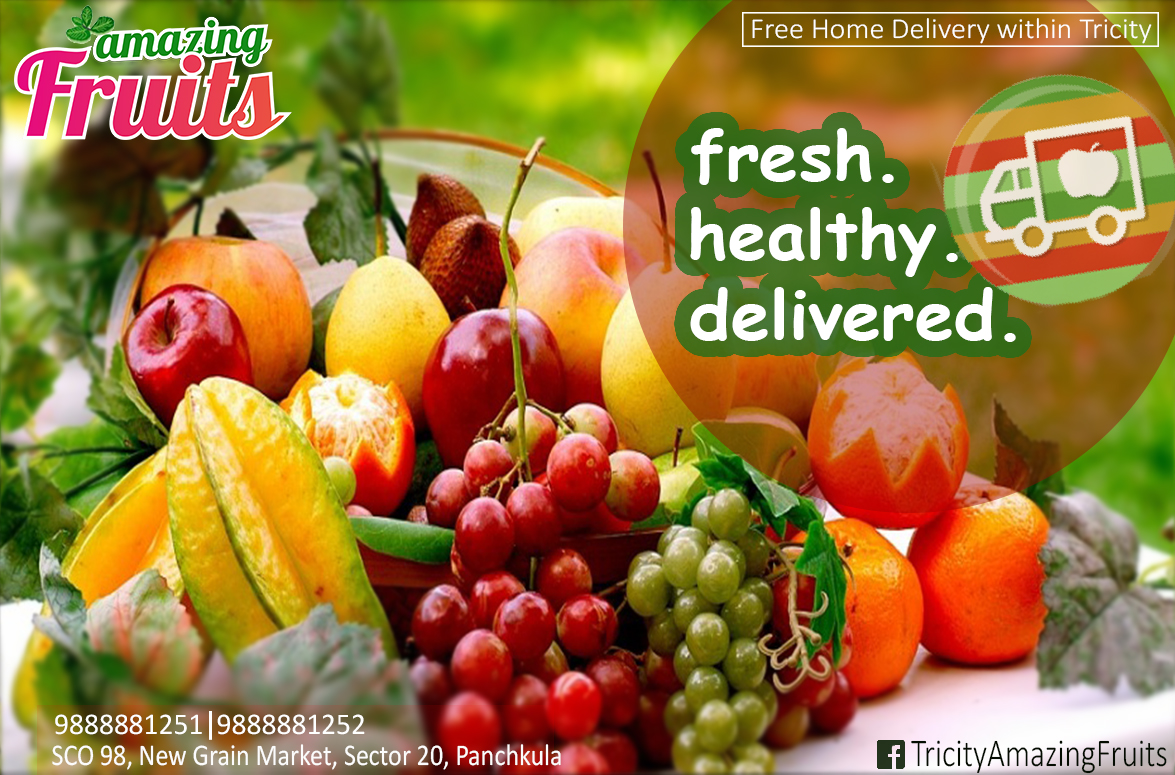 amazing
Fruits
Free Home Delivery within Tricity
fresh.
healthy.
delivered.
9888881251|9888881252
SCO 98, New Grain Market, Sector 20, Panchkula
f TricityAmazingFruits